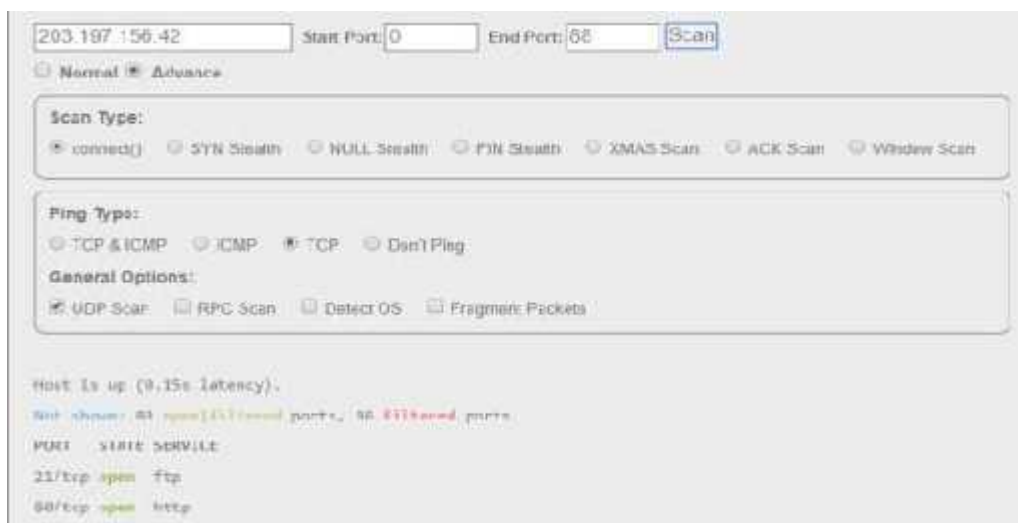 203.197.156.42 Start Port: 0 End Port: 88 Scan
Normal Advance
Scan Type:
connect() SYN Stealth NULL Stealth FIN Stealth XMAS Scan ACK Scan Window Scan
Ping Type:
TCP & ICMP ICMP TCP Don't Ping
General Options:
UDP Scan RPC Scan Detect OS Fragment Packets
Host is up (0.15s latency).
Not shown: open|filtered ports, filtered ports
PORT STATE SERVICE
21/tcp open ftp
80/tcp open http